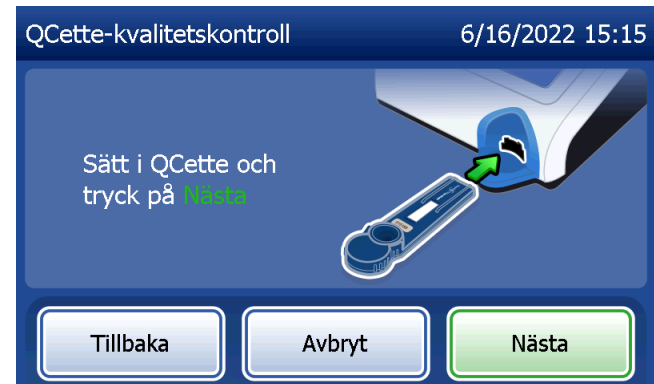 QCette-kvalitetskontroll 6/16/2022 15:15
Sätt i QCette och
tryck på Nästa
Tillbaka Avbryt Nästa